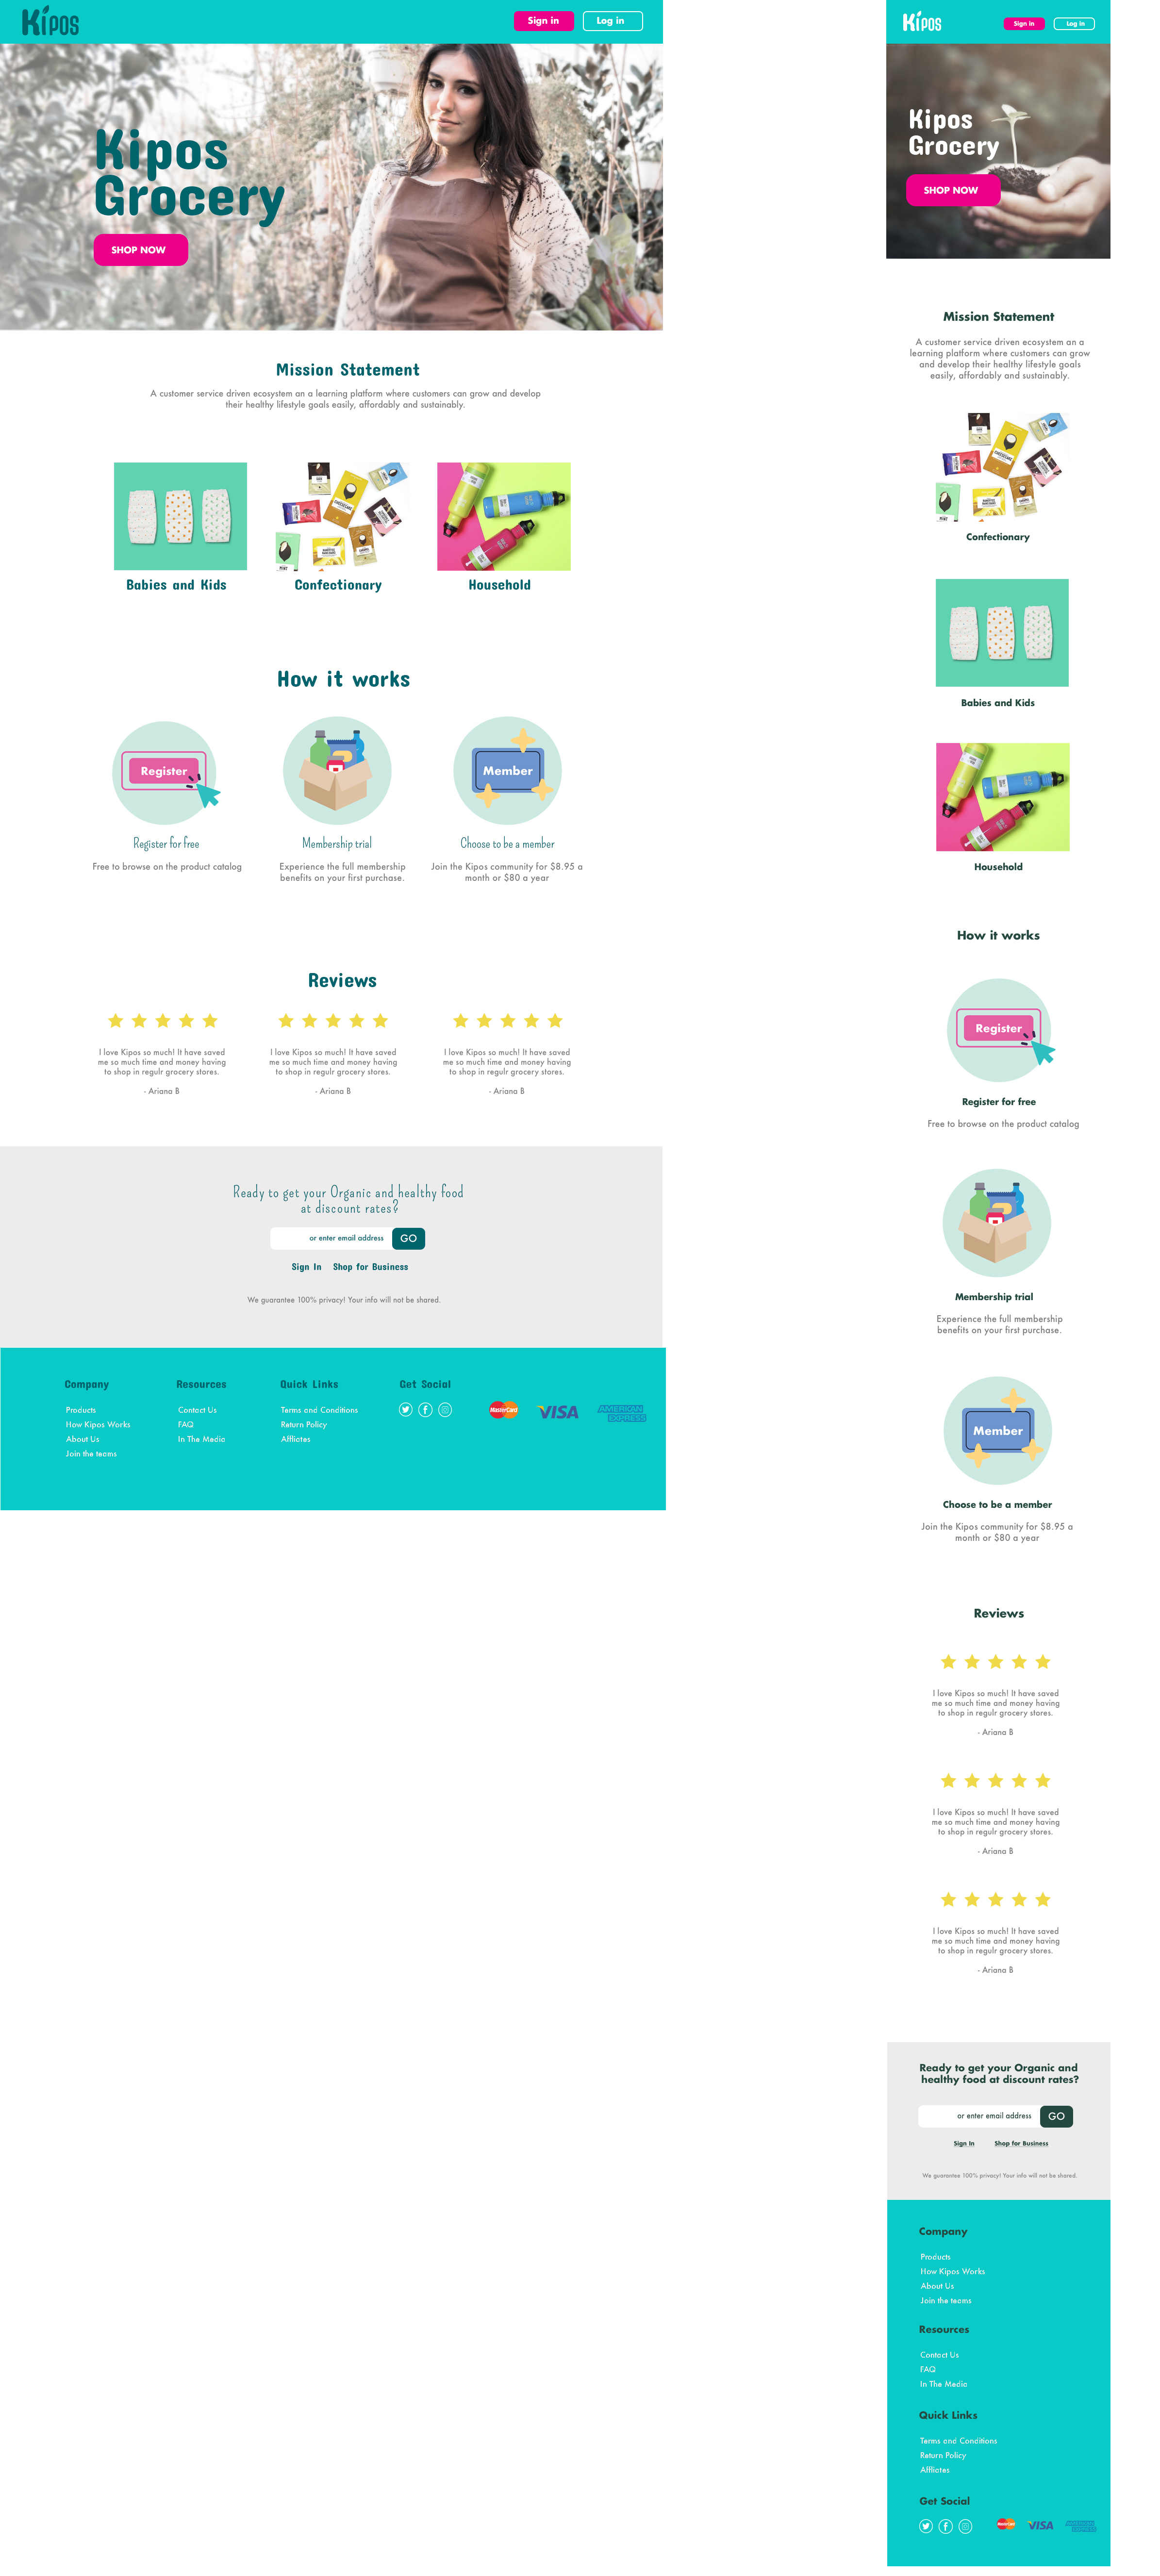 Kipos
Sign in
Log in
Kipos
Grocery
SHOP NOW
Mission Statement
A customer service driven ecosystem an a learning platform where customers can grow and develop
their healthy lifestyle goals easily, affordably and sustainably.
Babies and Kids
Confectionary
Household
How it works
Register
Member
Register for free
Membership trial
Choose to be a member
Free to browse on the product catalog
Experience the full membership
benefits on your first purchase.
Join the Kipos community for $8.95 a
month or $80 a year
Reviews
I love Kipos so much! It have saved
me so much time and money having
to shop in regulr grocery stores.
- Ariana B
I love Kipos so much! It have saved
me so much time and money having
to shop in regulr grocery stores.
- Ariana B
I love Kipos so much! It have saved
me so much time and money having
to shop in regulr grocery stores.
- Ariana B
Ready to get your Organic and healthy food
at discount rates?
or enter email address
GO
Sign In
Shop for Business
We guarantee 100% privacy! Your info will not be shared.
Company
Products
How Kipos Works
About Us
Join the teams
Resources
Contact Us
FAQ
In The Media
Quick Links
Terms and Conditions
Return Policy
Affliates
Get Social
MasterCard
VISA
AMERICAN
EXPRESS
Kipos
Sign in
Log in
Kipos
Grocery
SHOP NOW
Mission Statement
A customer service driven ecosystem an a
learning platform where customers can grow
and develop their healthy lifestyle goals
easily, affordably and sustainably.
Confectionary
Babies and Kids
Household
How it works
Register
Register for free
Free to browse on the product catalog
Membership trial
Experience the full membership
benefits on your first purchase.
Member
Choose to be a member
Join the Kipos community for $8.95 a
month or $80 a year
Reviews
I love Kipos so much! It have saved
me so much time and money having
to shop in regulr grocery stores.
- Ariana B
I love Kipos so much! It have saved
me so much time and money having
to shop in regulr grocery stores.
- Ariana B
I love Kipos so much! It have saved
me so much time and money having
to shop in regulr grocery stores.
- Ariana B
Ready to get your Organic and
healthy food at discount rates?
or enter email address
GO
Sign In
Shop for Business
We guarantee 100% privacy! Your info will not be shared.
Company
Products
How Kipos Works
About Us
Join the teams
Resources
Contact Us
FAQ
In The Media
Quick Links
Terms and Conditions
Return Policy
Affliates
Get Social
MasterCard
VISA
AMERICAN
EXPRESS